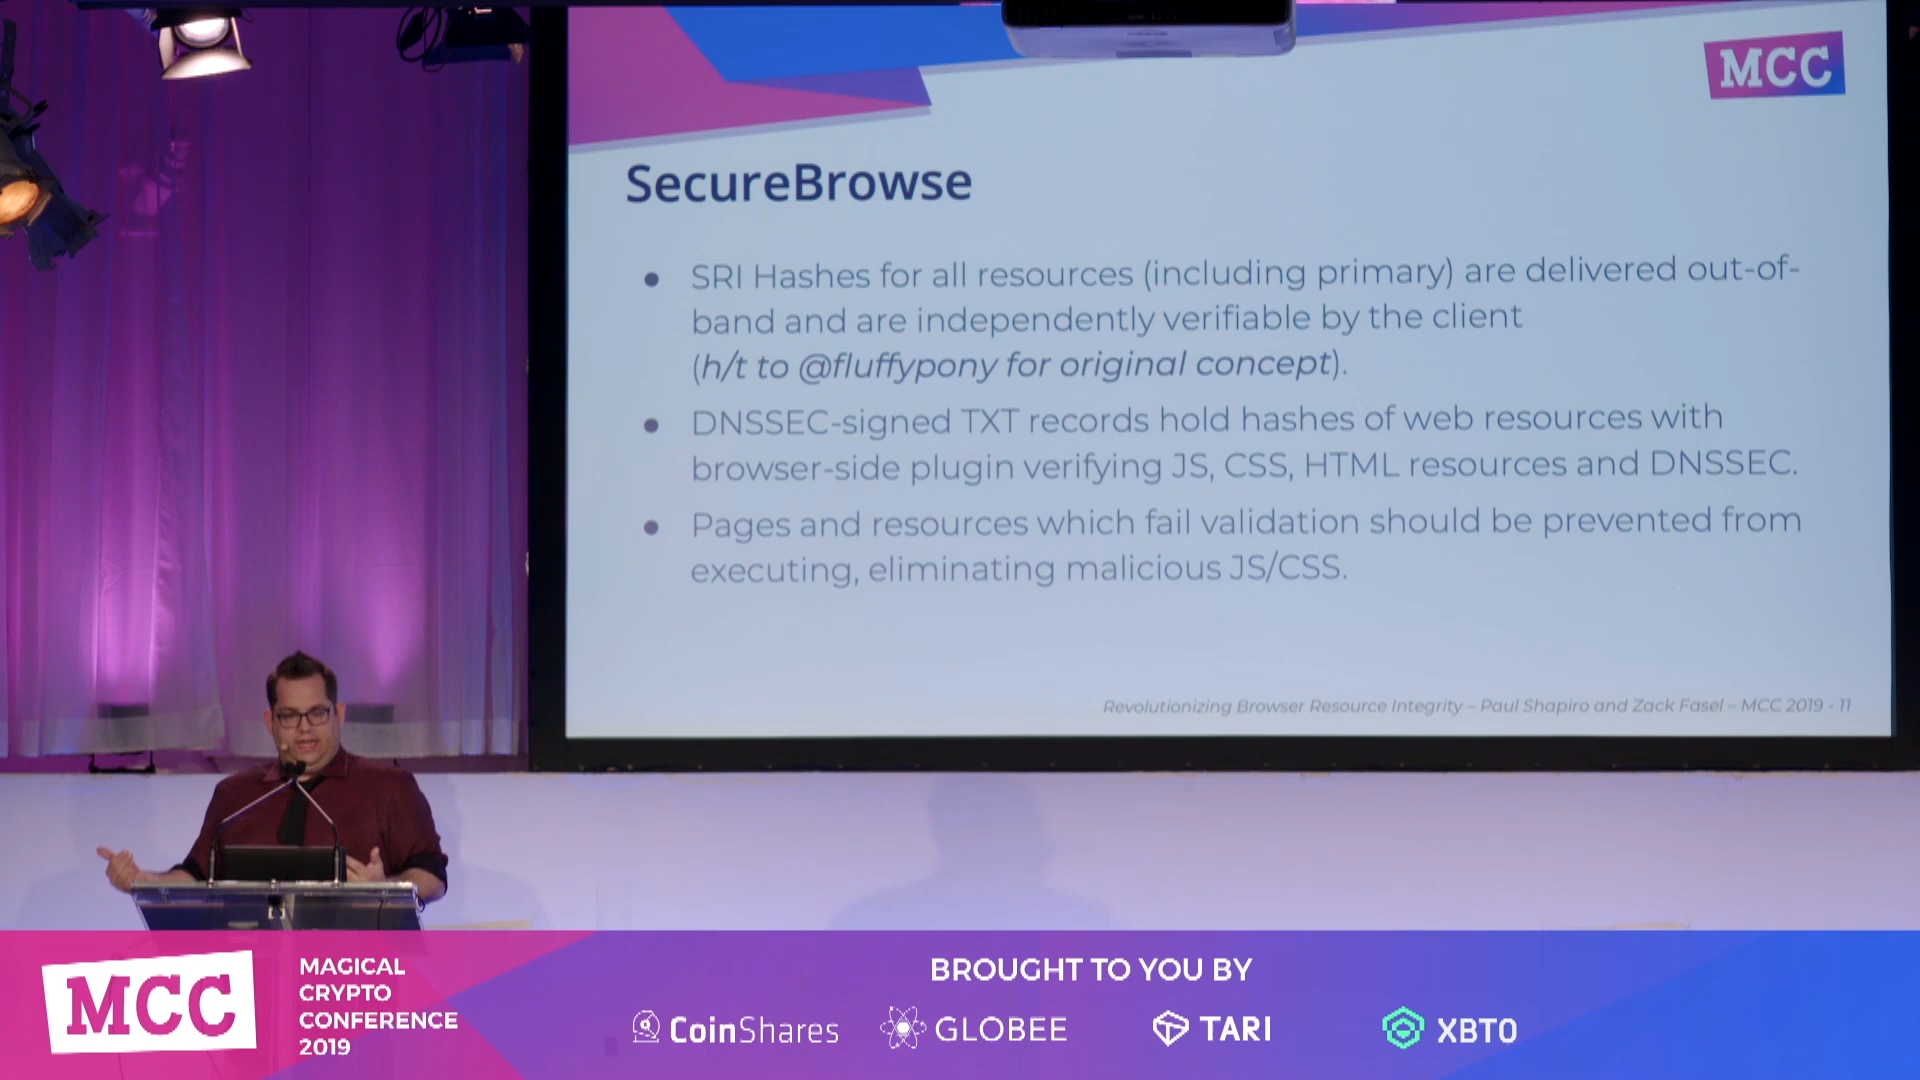 MCC
SecureBrowse
● SRI Hashes for all resources (including primary) are delivered out-of-
band and are independently verifiable by the client
(h/t to @fluffypony for original concept).
● DNSSEC-signed TXT records hold hashes of web resources with
browser-side plugin verifying JS, CSS, HTML resources and DNSSEC.
● Pages and resources which fail validation should be prevented from
executing, eliminating malicious JS/CSS.
Revolutionizing Browser Resource Integrity – Paul Shapiro and Zack Fasel – MCC 2019 - 11
MCC
MAGICAL
CRYPTO
CONFERENCE
2019
BROUGHT TO YOU BY
CoinShares
GLOBEE
TARI
XBTO